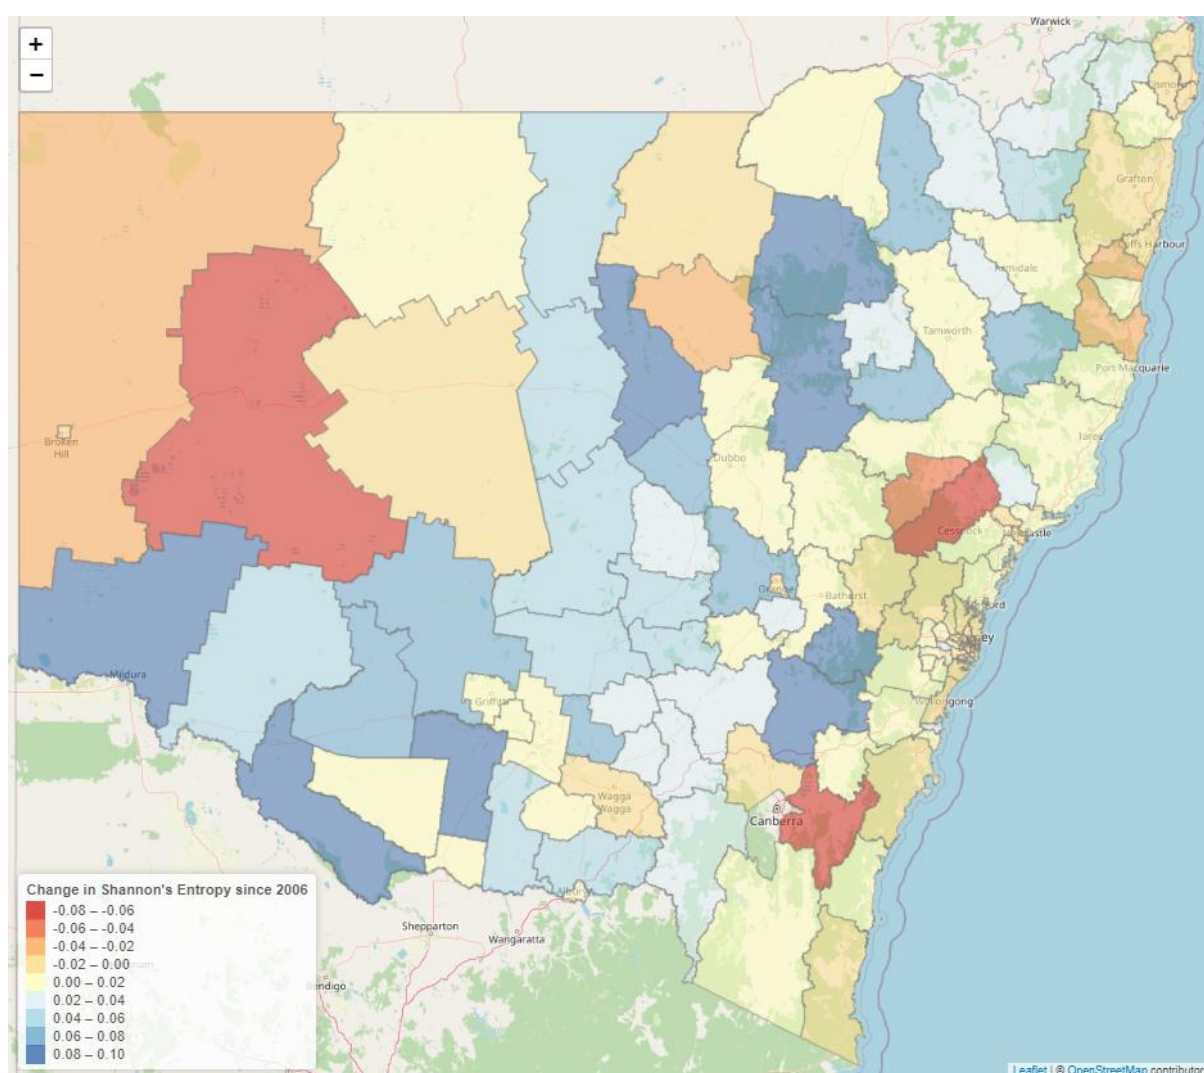 +
−
Warwick
Grafton
Armidale
Tamworth
Port Macquarie
Broken
Hill
Dubbo
Taree
Cessnock
Orange
Bathurst
Mildura
Griffith
Wollongong
Wagga
Wagga
Canberra
Albury
Shepparton
Wangaratta
Change in Shannon's Entropy since 2006
-0.08 – -0.06
-0.06 – -0.04
-0.04 – -0.02
-0.02 – 0.00
0.00 – 0.02
0.02 – 0.04
0.04 – 0.06
0.06 – 0.08
0.08 – 0.10
endigo
Leaflet | © OpenStreetMap contributor